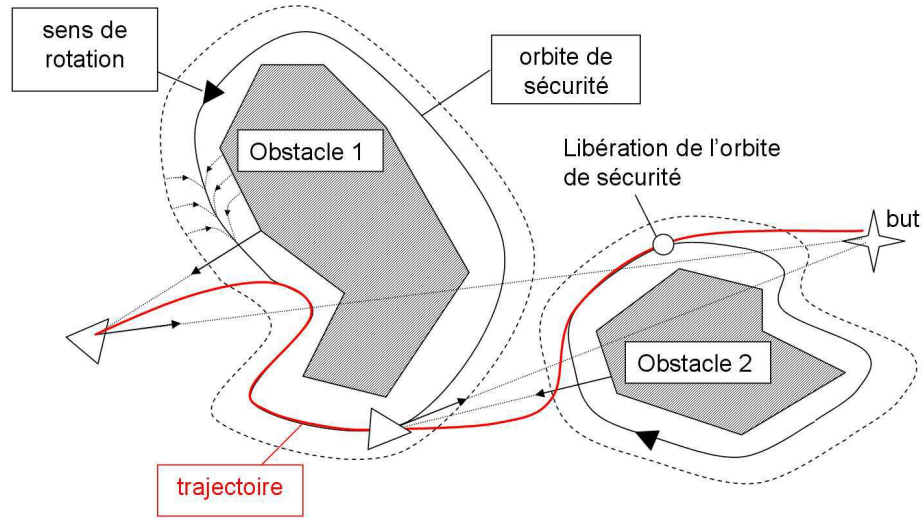 sens de
rotation
orbite de
sécurité
Obstacle 1
Libération de l'orbite
de sécurité
but
Obstacle 2
trajectoire